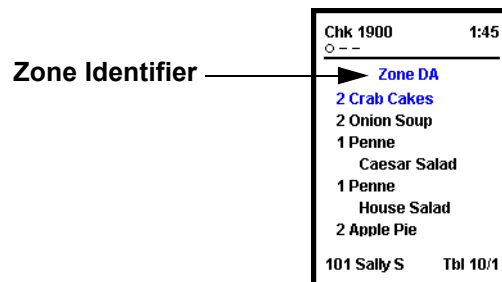 Chk 1900 1:45
Zone Identifier
Zone DA
2 Crab Cakes
2 Onion Soup
1 Penne
Caesar Salad
1 Penne
House Salad
2 Apple Pie
101 Sally S Tbl 10/1